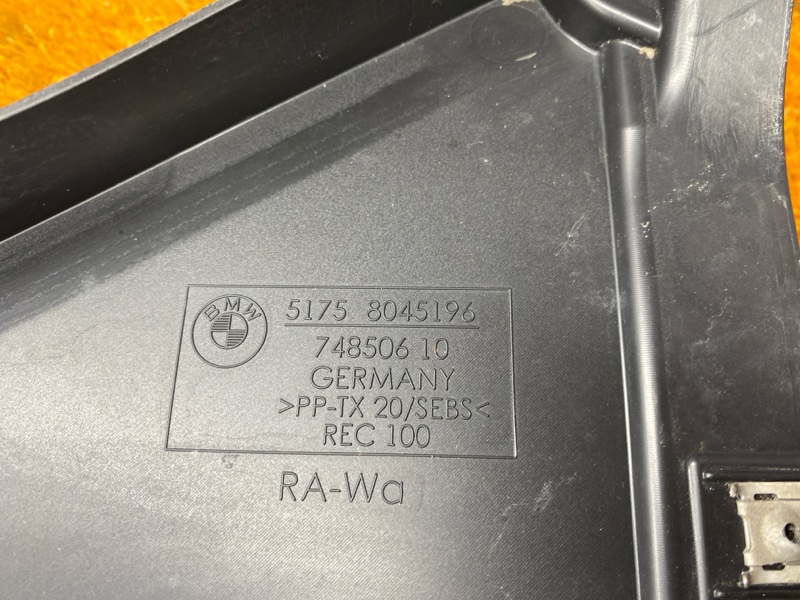 BMW
5175 8045196
748506 10
GERMANY
>PP-TX 20/SEBS<
REC 100
RA-Wa